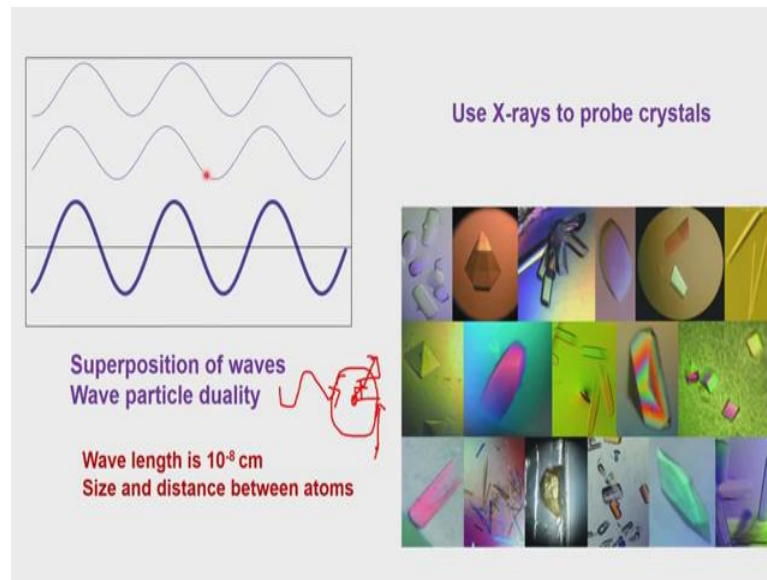 Use X-rays to probe crystals
Superposition of waves
Wave particle duality
Wave length is 10⁻⁸ cm
Size and distance between atoms